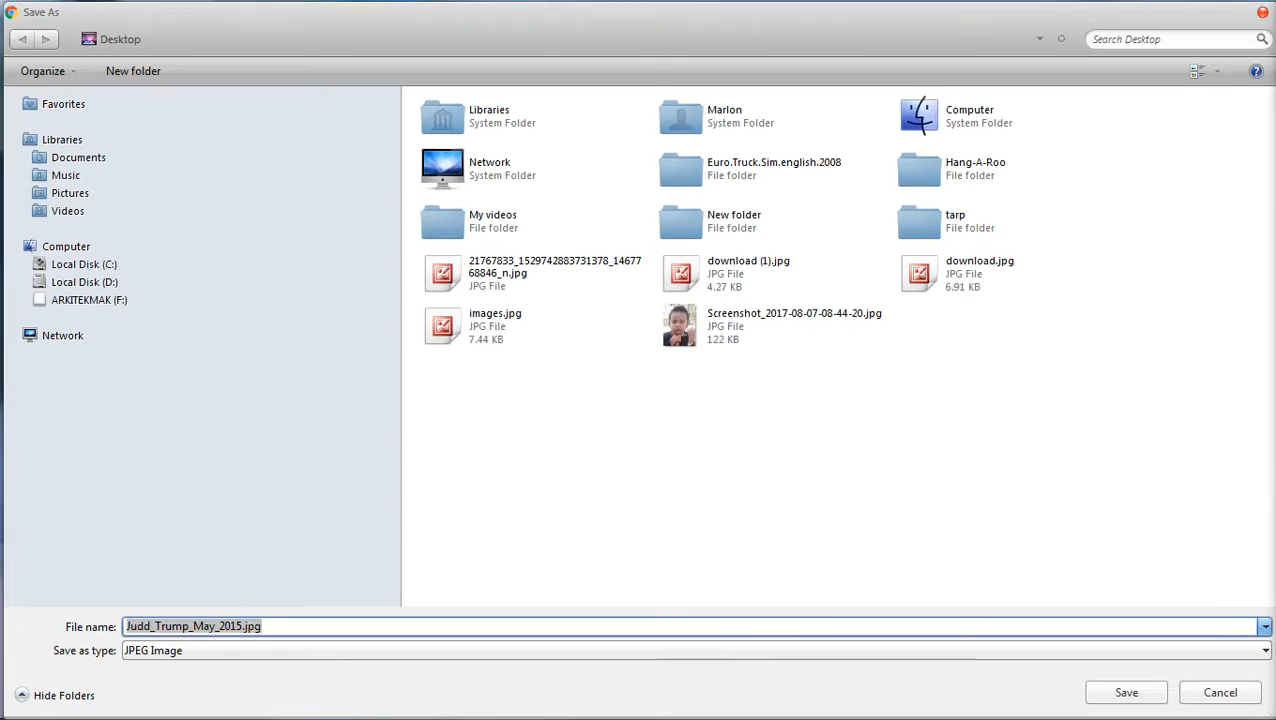 Save As
Desktop
Search Desktop
Organize
New folder
Favorites
Libraries
Documents
Music
Pictures
Videos
Computer
Local Disk (C:)
Local Disk (D:)
ARKITEKMAK (F:)
Network
Libraries
System Folder
Marlon
System Folder
Computer
System Folder
Network
System Folder
Euro.Truck.Sim.english.2008
File folder
Hang-A-Roo
File folder
My videos
File folder
New folder
File folder
tarp
File folder
21767833_1529742883731378_14677
68846_n.jpg
JPG File
download (1).jpg
JPG File
4.27 KB
download.jpg
JPG File
6.91 KB
images.jpg
JPG File
7.44 KB
Screenshot_2017-08-07-08-44-20.jpg
JPG File
122 KB
File name: Judd_Trump_May_2015.jpg
Save as type: JPEG Image
Hide Folders
Save
Cancel